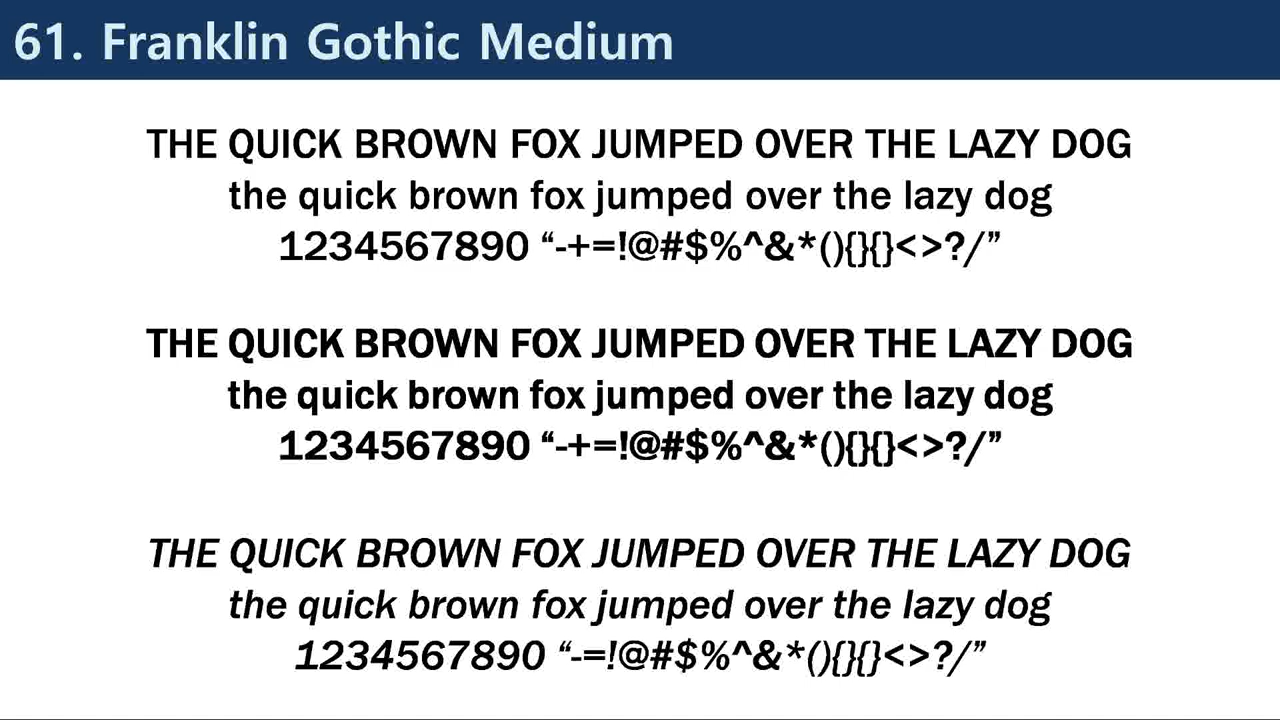 61. Franklin Gothic Medium
THE QUICK BROWN FOX JUMPED OVER THE LAZY DOG
the quick brown fox jumped over the lazy dog
1234567890 “-+=!@#$%^&*(){}{}<>?/”
THE QUICK BROWN FOX JUMPED OVER THE LAZY DOG
the quick brown fox jumped over the lazy dog
1234567890 “-+=!@#$%^&*(){}{}<>?/”
THE QUICK BROWN FOX JUMPED OVER THE LAZY DOG
the quick brown fox jumped over the lazy dog
1234567890 “-=!@#$%^&*(){}{}<>?/”